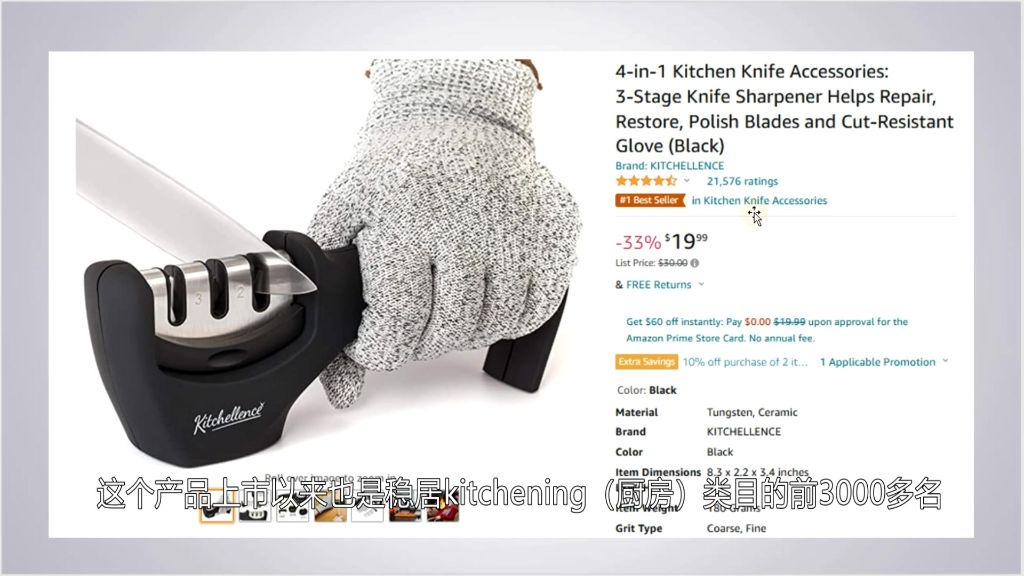 4-in-1 Kitchen Knife Accessories:
3-Stage Knife Sharpener Helps Repair,
Restore, Polish Blades and Cut-Resistant
Glove (Black)
Brand: KITCHELLENCE
21,576 ratings
#1 Best Seller in Kitchen Knife Accessories
-33% $19 99
List Price: $30.00
& FREE Returns
Get $60 off instantly: Pay $0.00 $19.99 upon approval for the
Amazon Prime Store Card. No annual fee.
Extra Savings 10% off purchase of 2 it... 1 Applicable Promotion
Color: Black
Material Tungsten, Ceramic
Brand KITCHELLENCE
Color Black
Item Dimensions 8.3 x 2.2 x 3.4 inches
Grit Type Coarse, Fine
3 2
Kitchellence
这个产品上市以来也是稳居kitchening（厨房）类目的前3000多名